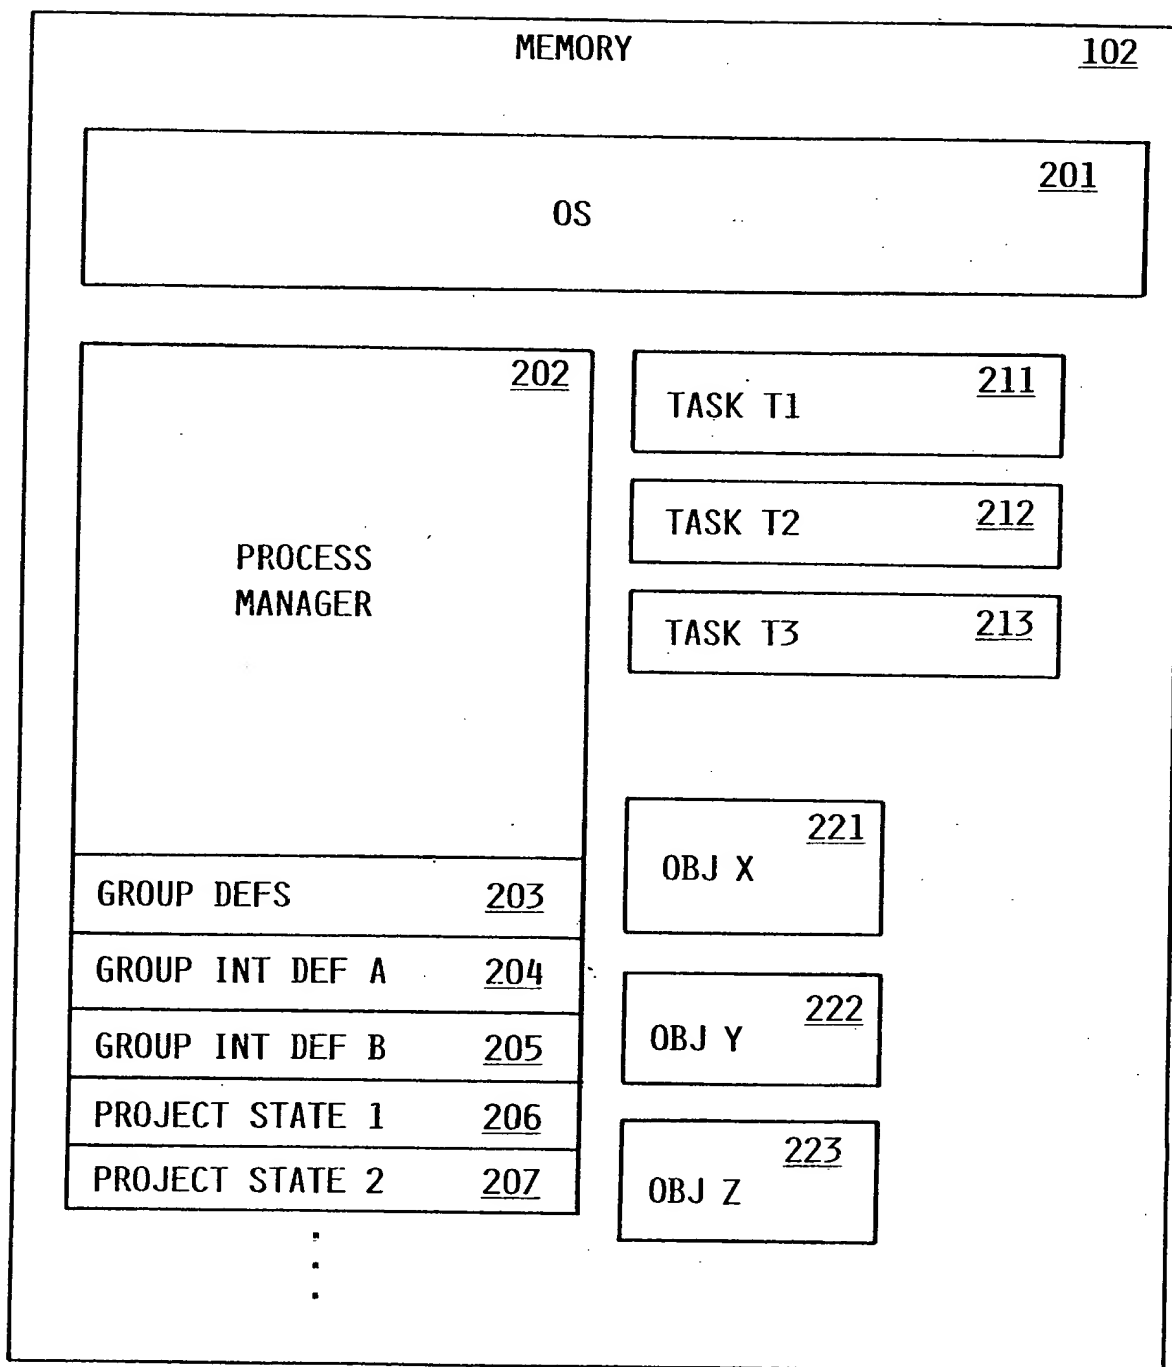 MEMORY 102
201
OS
202
PROCESS
MANAGER
GROUP DEFS 203
GROUP INT DEF A 204
GROUP INT DEF B 205
PROJECT STATE 1 206
PROJECT STATE 2 207
TASK T1 211
TASK T2 212
TASK T3 213
221
OBJ X
222
OBJ Y
223
OBJ Z